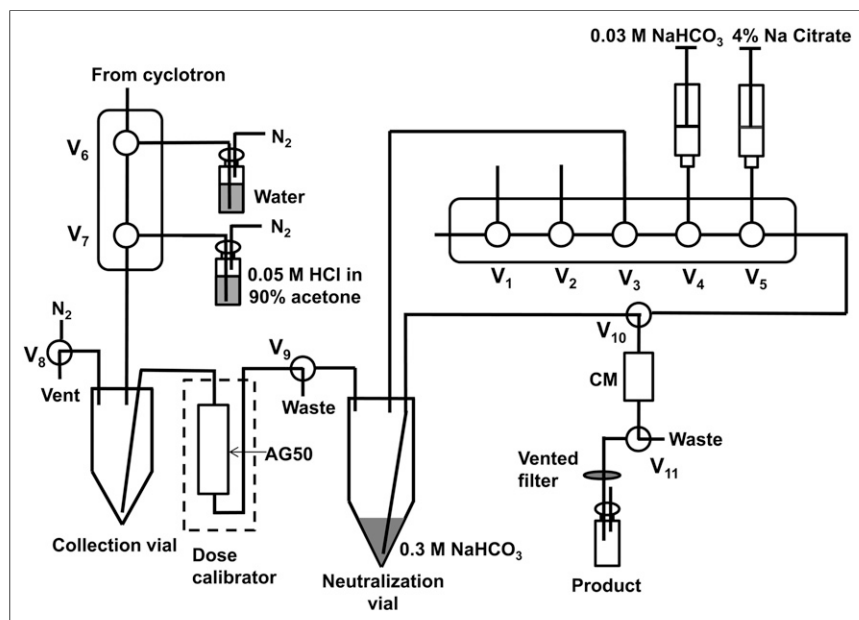 0.03 M NaHCO₃ 4% Na Citrate
From cyclotron
V₆
N₂
Water
V₇
N₂
0.05 M HCl in
90% acetone
V₁ V₂ V₃ V₄ V₅
N₂
V₈
Vent
V₉
Waste
V₁₀
CM
AG50
Waste
V₁₁
Vented
filter
Collection vial
Dose
calibrator
0.3 M NaHCO₃
Neutralization
vial
Product